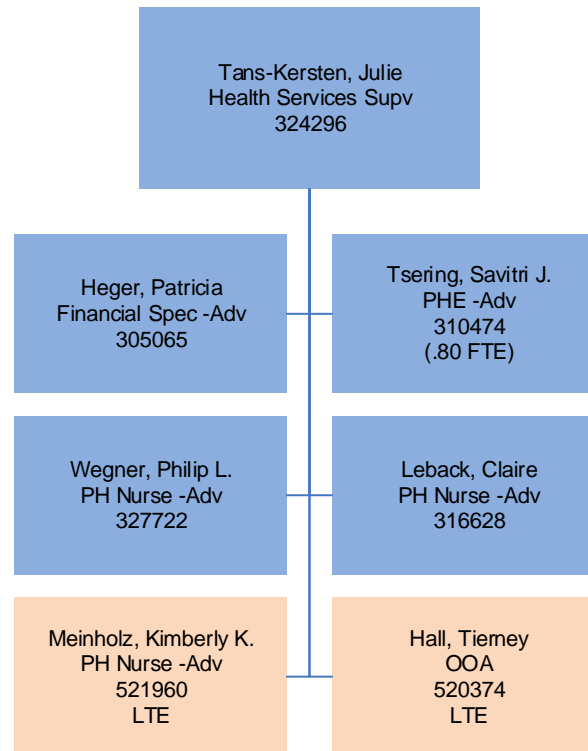 Tans-Kersten, Julie
Health Services Supv
324296
Heger, Patricia
Financial Spec -Adv
305065
Tsering, Savitri J.
PHE -Adv
310474
(.80 FTE)
Wegner, Philip L.
PH Nurse -Adv
327722
Leback, Claire
PH Nurse -Adv
316628
Meinholz, Kimberly K.
PH Nurse -Adv
521960
LTE
Hall, Tierney
OOA
520374
LTE